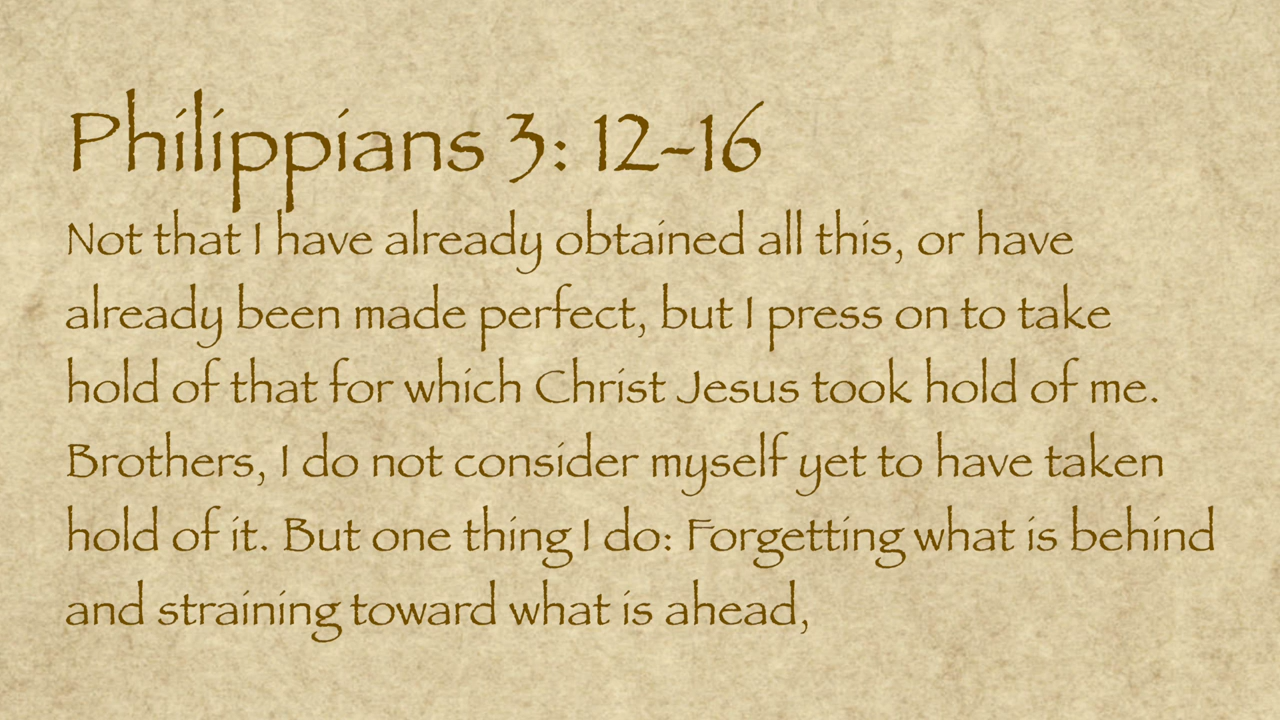 Philippians 3: 12-16
Not that I have already obtained all this, or have
already been made perfect, but I press on to take
hold of that for which Christ Jesus took hold of me.
Brothers, I do not consider myself yet to have taken
hold of it. But one thing I do: Forgetting what is behind
and straining toward what is ahead,